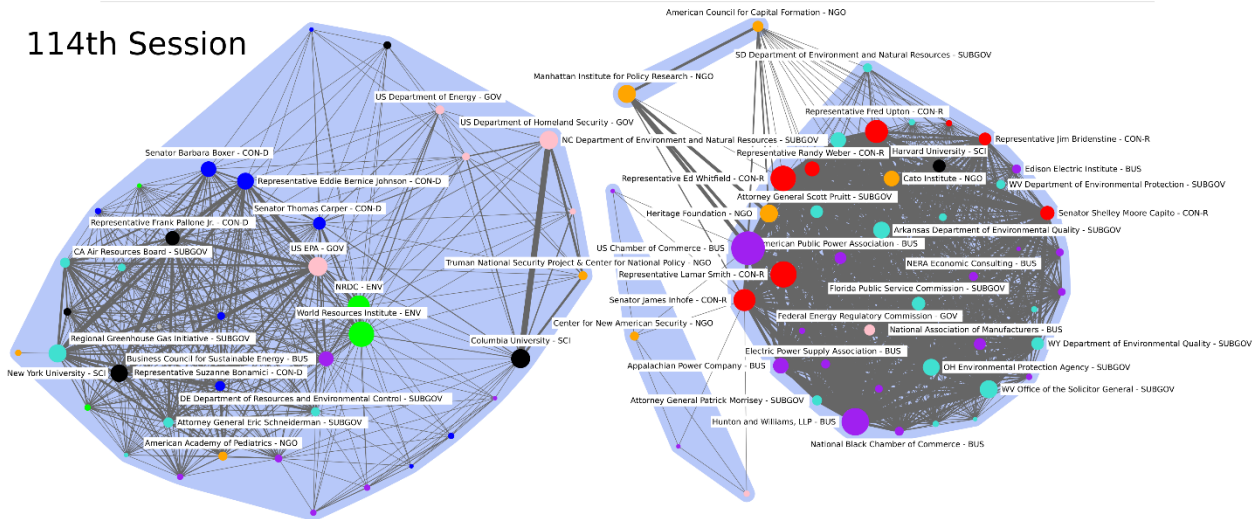 114th Session
American Council for Capital Formation - NGO
SD Department of Environment and Natural Resources - SUBGOV
Manhattan Institute for Policy Research - NGO
US Department of Energy - GOV
Representative Fred Upton - CON-R
US Department of Homeland Security - GOV
NC Department of Environment and Natural Resources - SUBGOV
Representative Jim Bridenstine - CON-R
Senator Barbara Boxer - CON-D
Representative Randy Weber - CON-R
Harvard University - SCI
Edison Electric Institute - BUS
Representative Eddie Bernice Johnson - CON-D
Representative Ed Whitfield - CON-R
Cato Institute - NGO
WV Department of Environmental Protection - SUBGOV
Attorney General Scott Pruitt - SUBGOV
Senator Thomas Carper - CON-D
Heritage Foundation - NGO
Senator Shelley Moore Capito - CON-R
Representative Frank Pallone Jr. - CON-D
Arkansas Department of Environmental Quality - SUBGOV
CA Air Resources Board - SUBGOV
US EPA - GOV
US Chamber of Commerce - BUS
American Public Power Association - BUS
Truman National Security Project & Center for National Policy - NGO
NERA Economic Consulting - BUS
Representative Lamar Smith - CON-R
NRDC - ENV
Florida Public Service Commission - SUBGOV
Senator James Inhofe - CON-R
World Resources Institute - ENV
Federal Energy Regulatory Commission - GOV
Center for New American Security - NGO
National Association of Manufacturers - BUS
Regional Greenhouse Gas Initiative - SUBGOV
Columbia University - SCI
WY Department of Environmental Quality - SUBGOV
Electric Power Supply Association - BUS
Business Council for Sustainable Energy - BUS
Appalachian Power Company - BUS
OH Environmental Protection Agency - SUBGOV
New York University - SCI
Representative Suzanne Bonamici - CON-D
WV Office of the Solicitor General - SUBGOV
DE Department of Resources and Environmental Control - SUBGOV
Attorney General Patrick Morrisey - SUBGOV
Attorney General Eric Schneiderman - SUBGOV
Hunton and Williams, LLP - BUS
American Academy of Pediatrics - NGO
National Black Chamber of Commerce - BUS